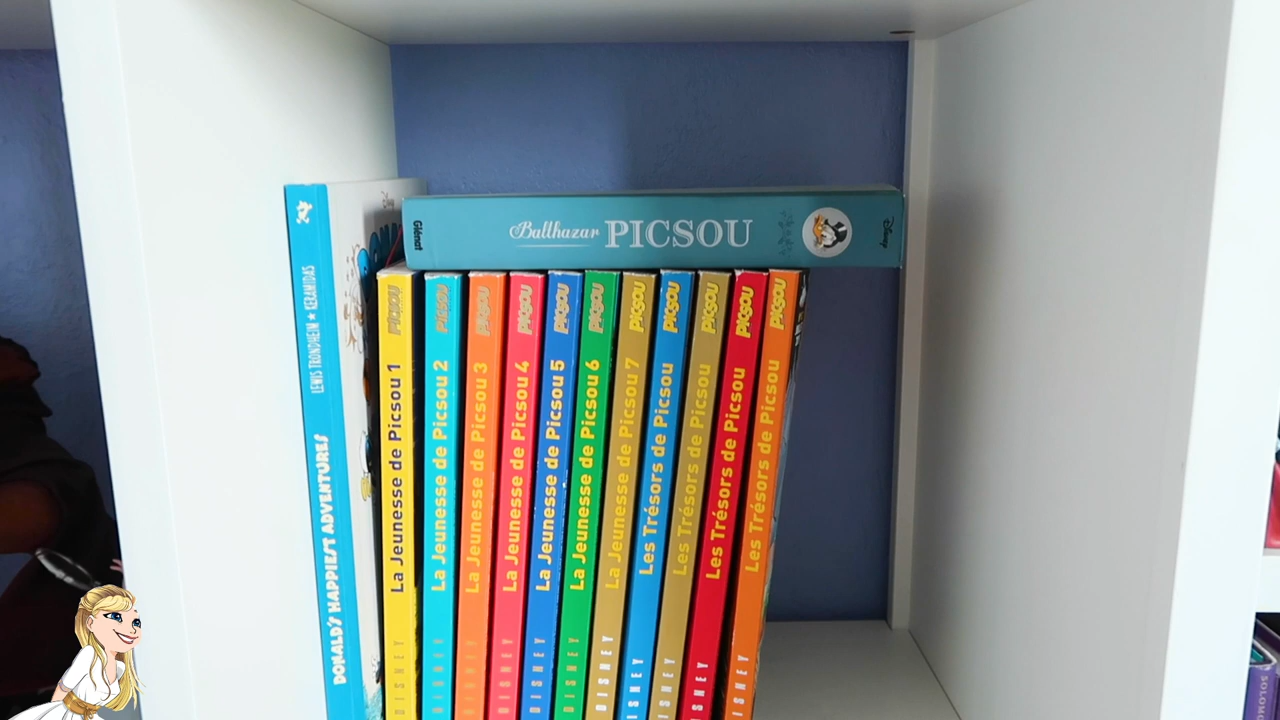 Glénat
Balthazar PICSOU
Disney
LEWIS TRONDHEIM ★ KERAMIDAS
DONALD'S HAPPIEST ADVENTURES
PICSOU La Jeunesse de Picsou 1 DISNEY
PICSOU La Jeunesse de Picsou 2 DISNEY
PICSOU La Jeunesse de Picsou 3 DISNEY
PICSOU La Jeunesse de Picsou 4 DISNEY
PICSOU La Jeunesse de Picsou 5 DISNEY
PICSOU La Jeunesse de Picsou 6 DISNEY
PICSOU La Jeunesse de Picsou 7 DISNEY
PICSOU Les Trésors de Picsou DISNEY
PICSOU Les Trésors de Picsou DISNEY
PICSOU Les Trésors de Picsou DISNEY
PICSOU Les Trésors de Picsou DISNEY